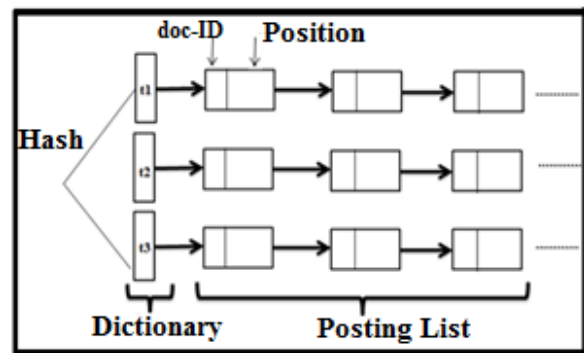 doc-ID Position
t1
Hash
t2
t3
Dictionary Posting List